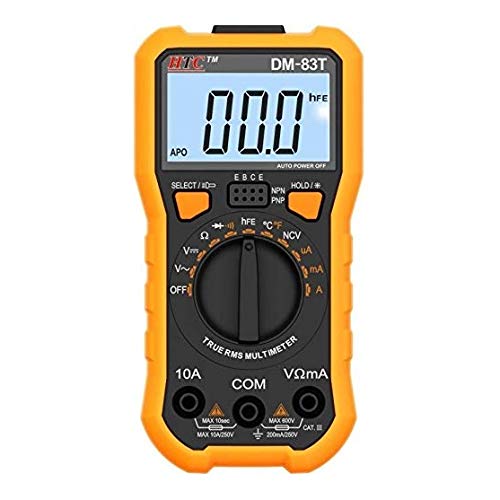 HTC™ DM-83T
00.0 hFE
APO
AUTO POWER OFF
SELECT / HOLD / ☀
E B C E
NPN
PNP
hFE
Ω °C °F
V⎓ NCV
V~ uA
OFF mA
A
TRUE RMS MULTIMETER
10A COM VΩmA
MAX 10sec MAX 600V CAT. III
MAX 10A/250V 200mA/250V